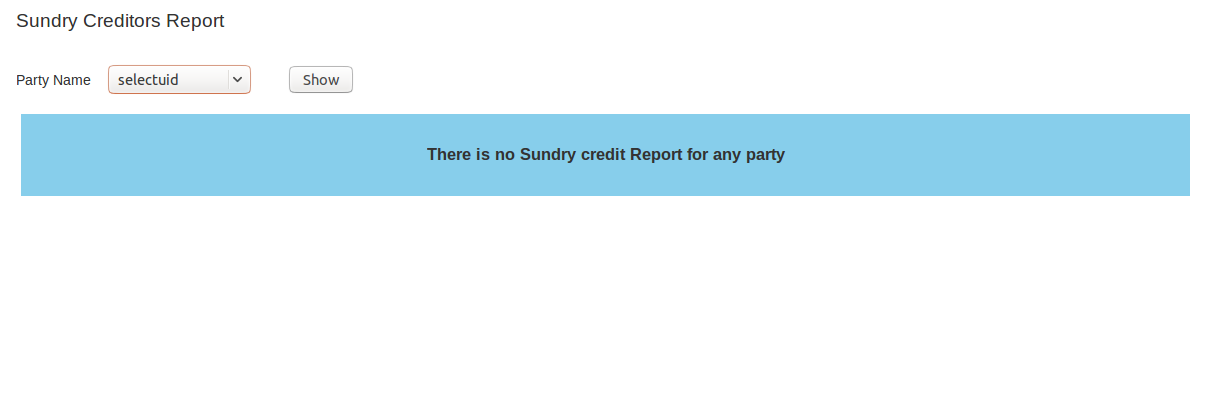 Sundry Creditors Report
Party Name selectuid Show
There is no Sundry credit Report for any party